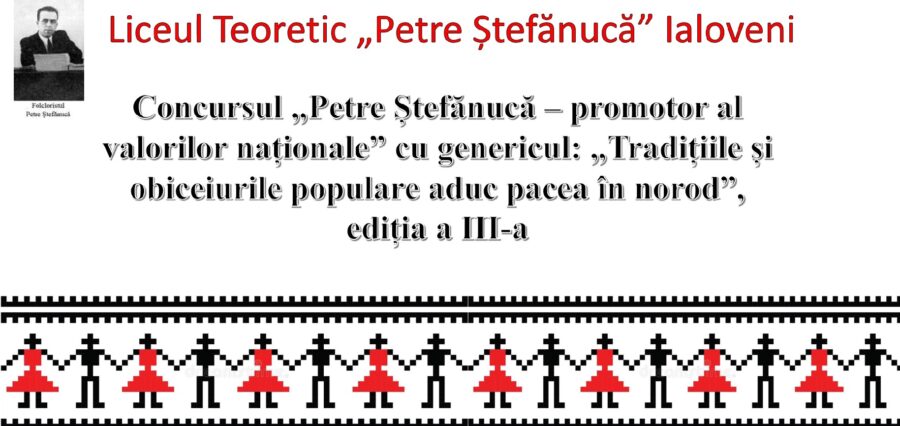 Liceul Teoretic „Petre Ștefănucă” Ialoveni
Folcloristul
Petre Ștefănucă
Concursul „Petre Ștefănucă – promotor al
valorilor naționale” cu genericul: „Tradițiile și
obiceiurile populare aduc pacea în norod”,
ediția a III-a